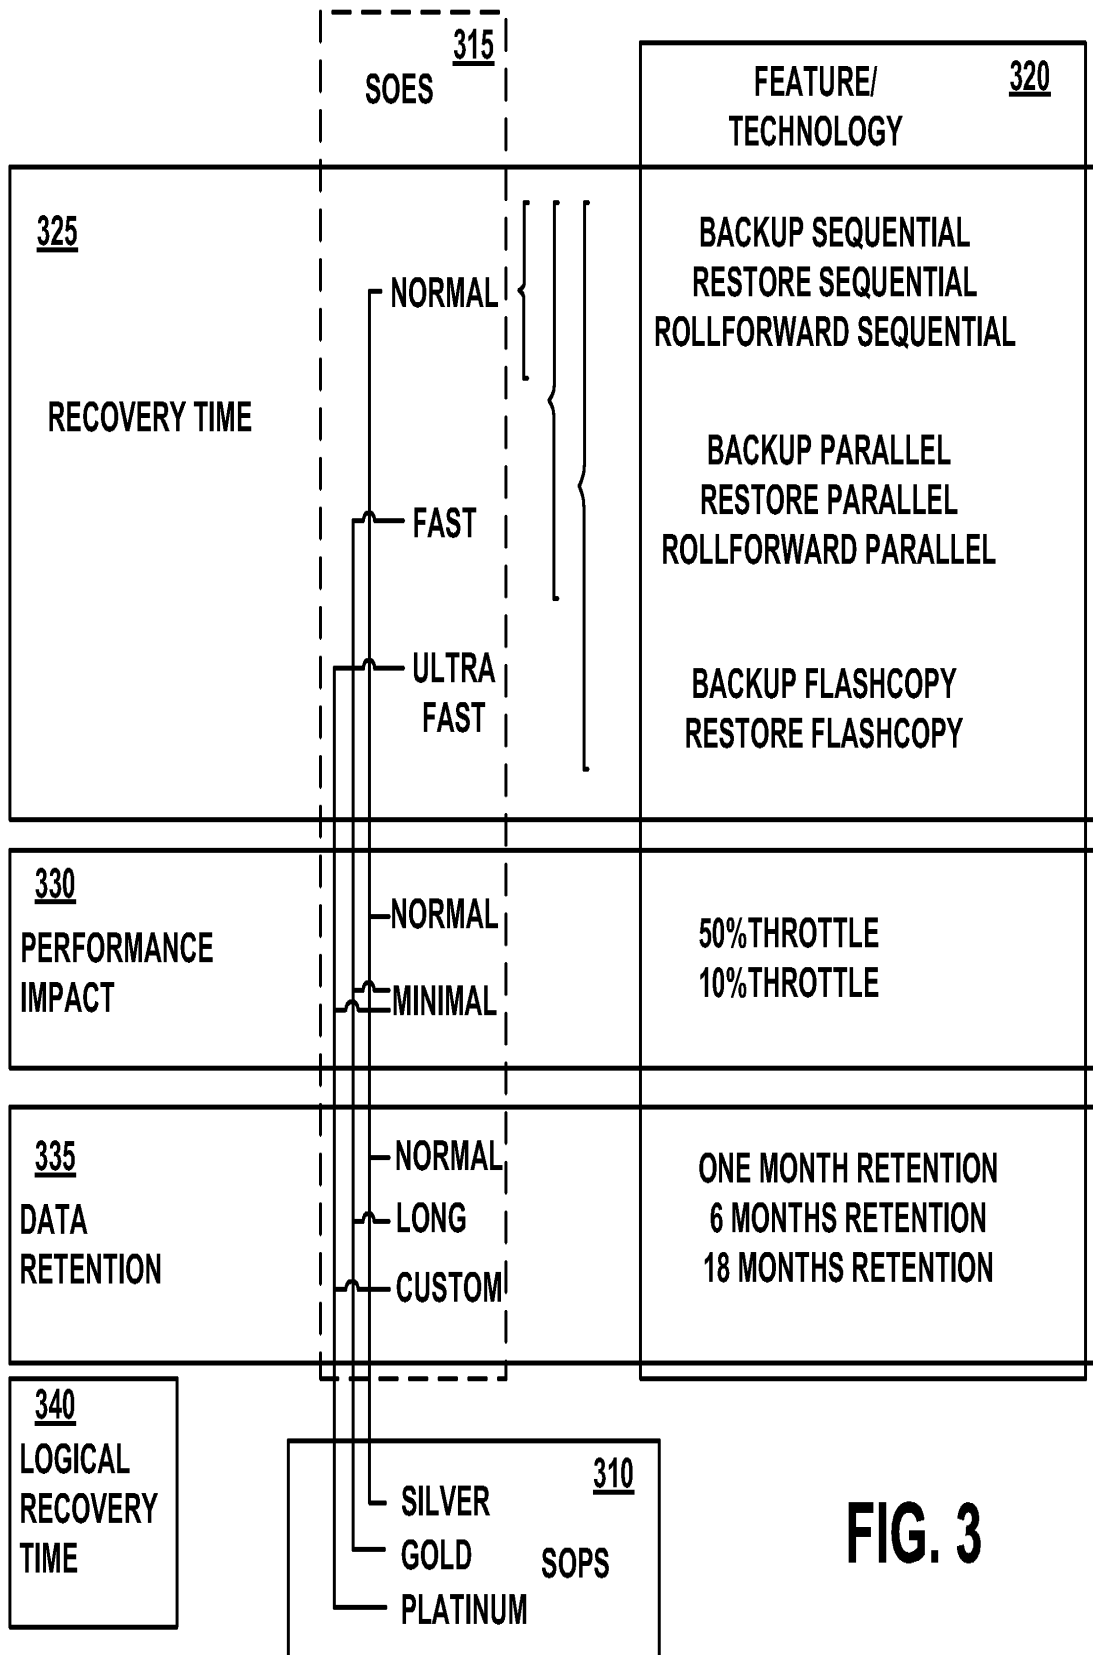 315
SOES
320
FEATURE/
TECHNOLOGY
325
RECOVERY TIME
NORMAL
FAST
ULTRA
FAST
BACKUP SEQUENTIAL
RESTORE SEQUENTIAL
ROLLFORWARD SEQUENTIAL
BACKUP PARALLEL
RESTORE PARALLEL
ROLLFORWARD PARALLEL
BACKUP FLASHCOPY
RESTORE FLASHCOPY
330
PERFORMANCE
IMPACT
NORMAL
MINIMAL
50%THROTTLE
10%THROTTLE
335
DATA
RETENTION
NORMAL
LONG
CUSTOM
ONE MONTH RETENTION
6 MONTHS RETENTION
18 MONTHS RETENTION
340
LOGICAL
RECOVERY
TIME
310
SILVER
GOLD
PLATINUM
SOPS
FIG. 3